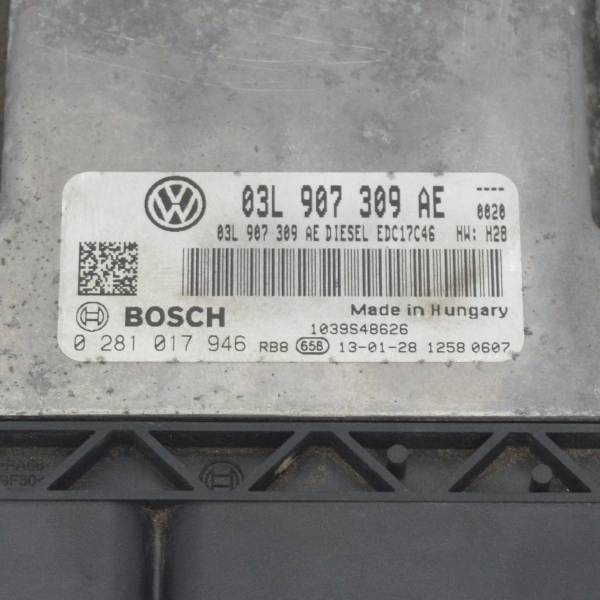 03L 907 309 AE ----
0020
03L 907 309 AE DIESEL EDC17C46 HW: H28
BOSCH Made in Hungary
1039S48626
0 281 017 946 RB8 65B 13-01-28 1258 0607